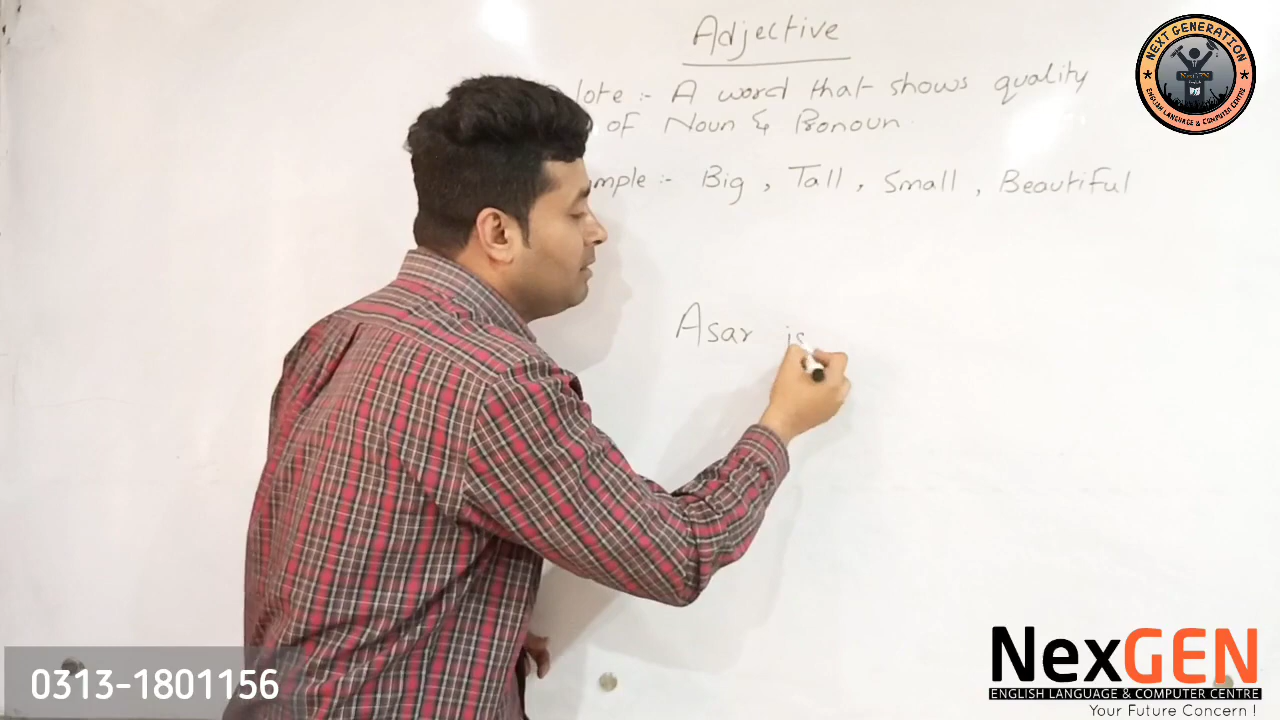 Adjective
Note :- A word that shows quality
of Noun & Pronoun.
:- Big , Tall , Small , Beautiful
Asar is
NEXT GENERATION
NexGEN
ENGLISH LANGUAGE & COMPUTER CENTRE
0313-1801156
NexGEN
ENGLISH LANGUAGE & COMPUTER CENTRE
Your Future Concern !